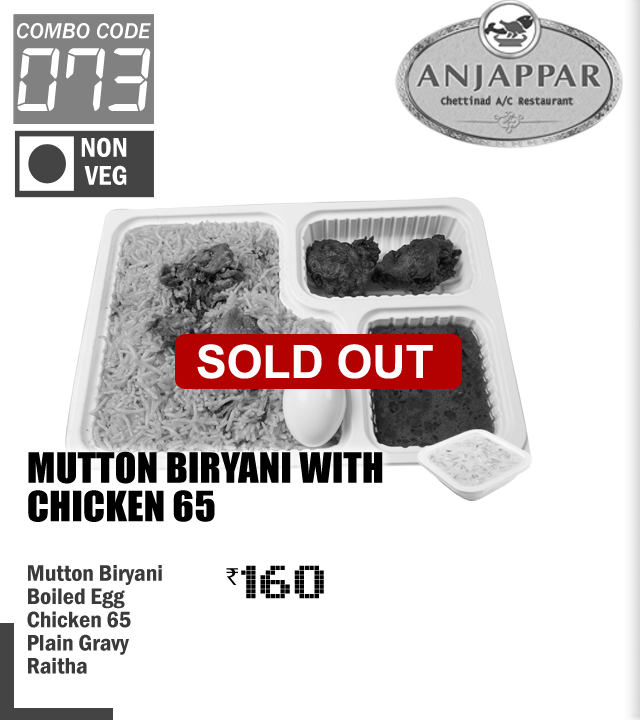 COMBO CODE
073
NON
VEG
ANJAPPAR
Chettinad A/C Restaurant
SOLD OUT
MUTTON BIRYANI WITH
CHICKEN 65
Mutton Biryani
Boiled Egg
Chicken 65
Plain Gravy
Raitha
₹160